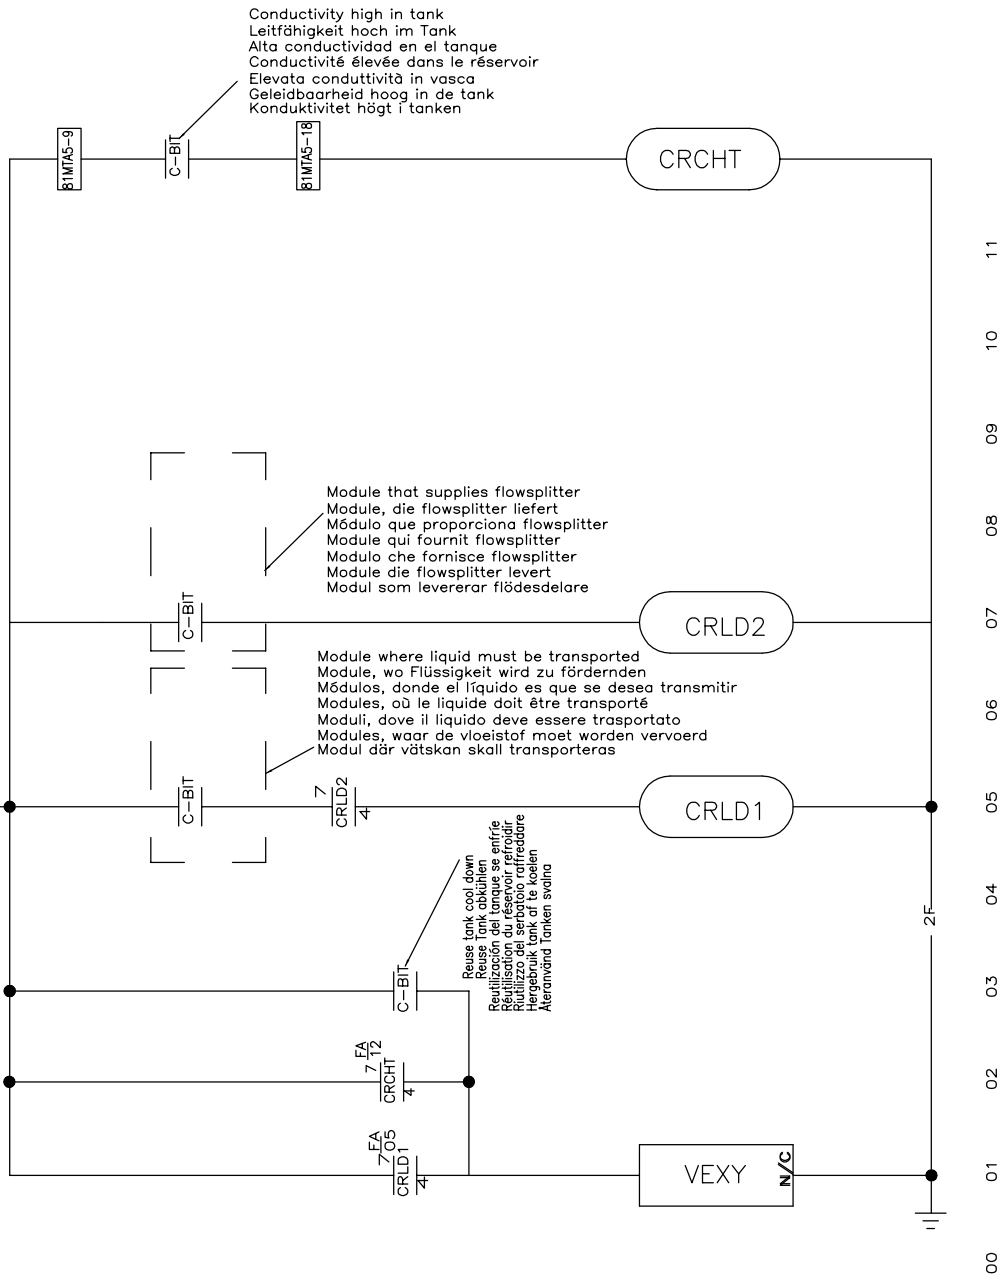 Conductivity high in tank
Leitfähigkeit hoch im Tank
Alta conductividad en el tanque
Conductivité élevée dans le réservoir
Elevata conduttività in vasca
Geleidbaarheid hoog in de tank
Konduktivitet högt i tanken
81MTA5-9
C-BIT
81MTA5-18
CRCHT
11
10
09
Module that supplies flowsplitter
Module, die flowsplitter liefert
Módulo que proporciona flowsplitter
Module qui fournit flowsplitter
Modulo che fornisce flowsplitter
Module die flowsplitter levert
Modul som levererar flödesdelare
08
C-BIT
CRLD2
07
Module where liquid must be transported
Module, wo Flüssigkeit wird zu fördernden
Módulos, donde el líquido es que se desea transmitir
Modules, où le liquide doit être transporté
Moduli, dove il liquido deve essere trasportato
Modules, waar de vloeistof moet worden vervoerd
Modul där vätskan skall transporteras
06
C-BIT
7
CRLD2
4
CRLD1
05
Reuse tank cool down
Reuse Tank abkühlen
Reutilización del tanque se enfríe
Réutilisation du réservoir refroidir
Riutilizzo del serbatoio raffreddare
Hergebruik tank af te koelen
Återanvänd Tanken svalna
04
2F
C-BIT
03
FA
7 12
CRCHT
4
02
FA
7 05
CRLD1
4
VEXY
N/C
01
00